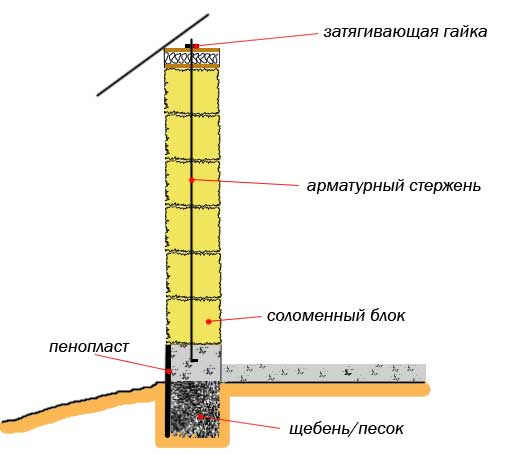 затягивающая гайка
арматурный стержень
соломенный блок
пенопласт
щебень/песок